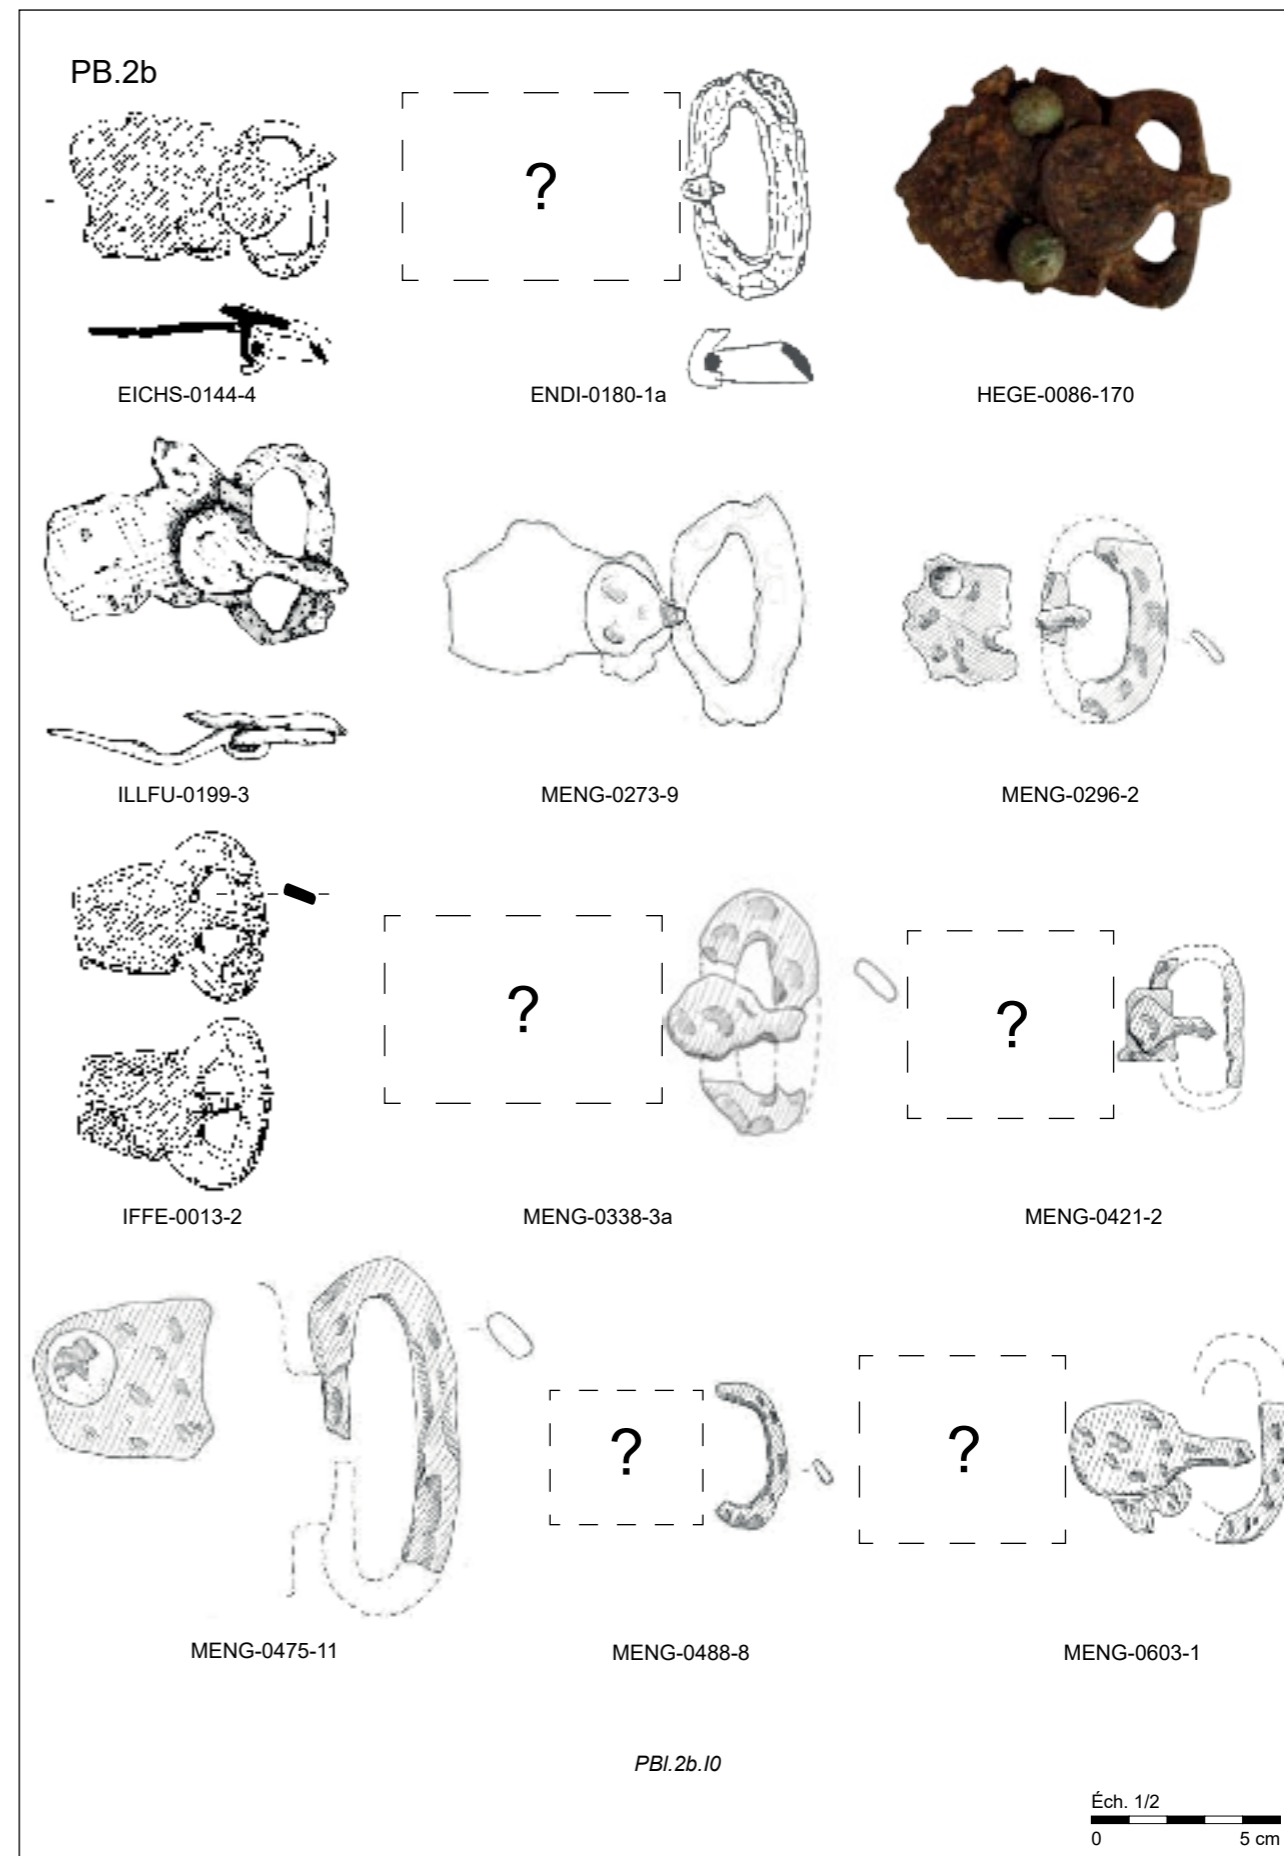 PB.2b
?
EICHS-0144-4
ENDI-0180-1a
HEGE-0086-170
ILLFU-0199-3
MENG-0273-9
MENG-0296-2
?
?
IFFE-0013-2
MENG-0338-3a
MENG-0421-2
?
?
MENG-0475-11
MENG-0488-8
MENG-0603-1
PBl.2b.l0
Éch. 1/2
0 5 cm